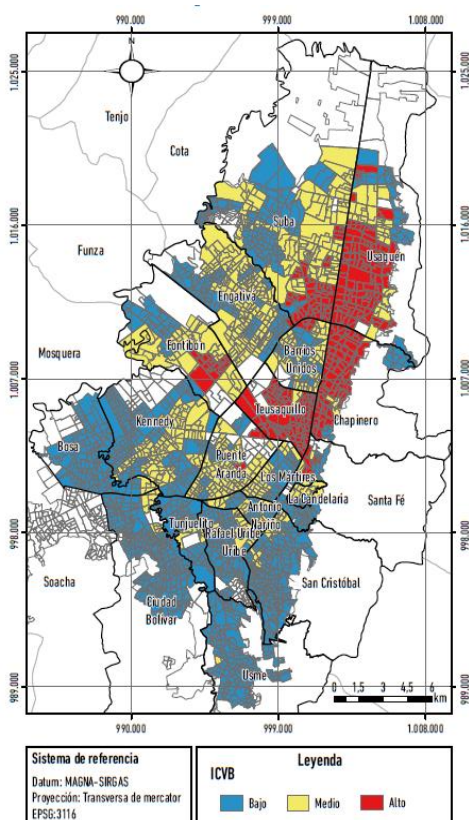 990.000 999.000 1.008.000
N
1.025.000 1.025.000
Tenjo
Cota
1.016.000 1.016.000
Suba
Funza
Usaquén
Engativá
Fontibón
Mosquera
Barrios
Unidos
1.007.000 1.007.000
Teusaquillo
Chapinero
Kennedy
Bosa
Puente
Aranda
Los Mártires
La Candelaria
Santa Fé
Antonio
Nariño
998.000 998.000
Tunjuelito
Rafael Uribe
Uribe
Soacha
San Cristóbal
Ciudad
Bolívar
Usme
0 1,5 3 4,5 6
km
989.000 989.000
990.000 999.000 1.008.000
Sistema de referencia
Datum: MAGNA-SIRGAS
Proyección: Transversa de mercator
EPSG:3116
Leyenda
ICVB
Bajo Medio Alto